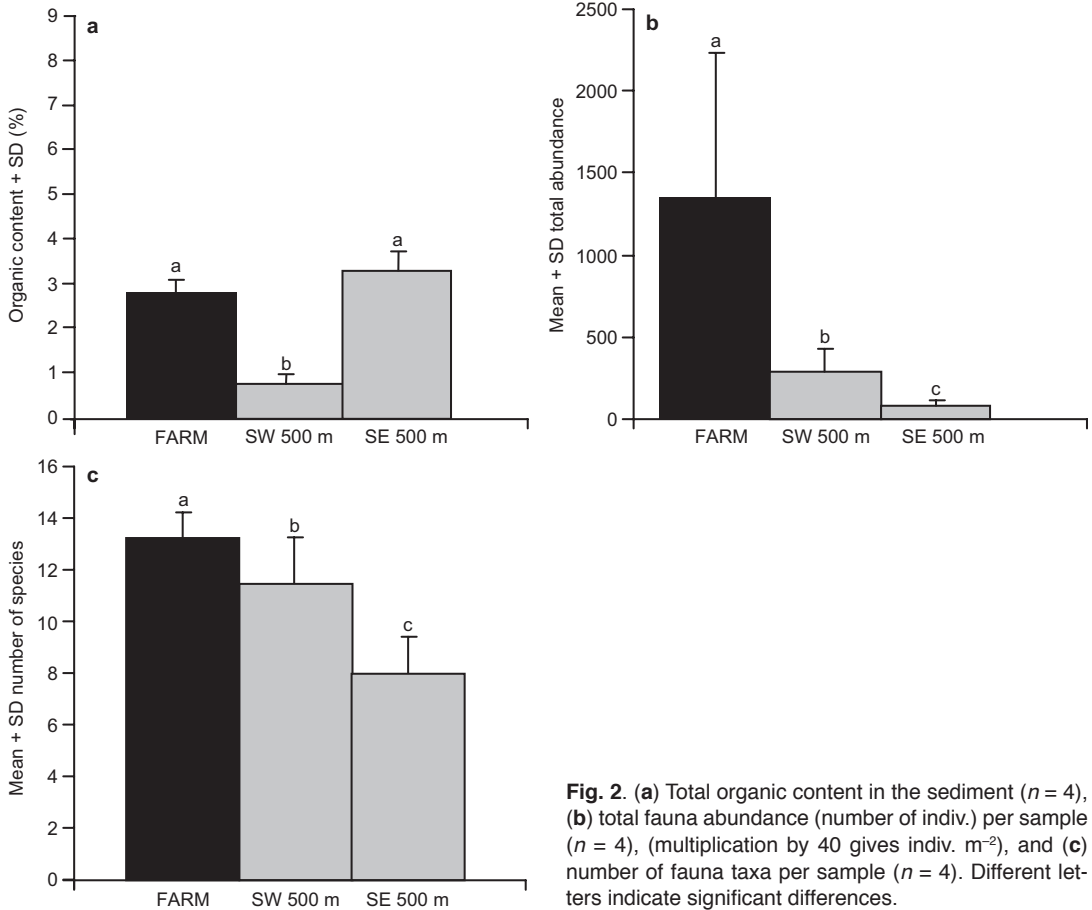 a
Organic content + SD (%)
9
8
7
6
5
4
3
2
1
0
a
b
a
FARM SW 500 m SE 500 m
b
Mean + SD total abundance
2500
2000
1500
1000
500
0
a
b
c
FARM SW 500 m SE 500 m
c
Mean + SD number of species
16
14
12
10
8
6
4
2
0
a
b
c
FARM SW 500 m SE 500 m
Fig. 2. (a) Total organic content in the sediment (n = 4),
(b) total fauna abundance (number of indiv.) per sample
(n = 4), (multiplication by 40 gives indiv. m⁻²), and (c)
number of fauna taxa per sample (n = 4). Different let-
ters indicate significant differences.